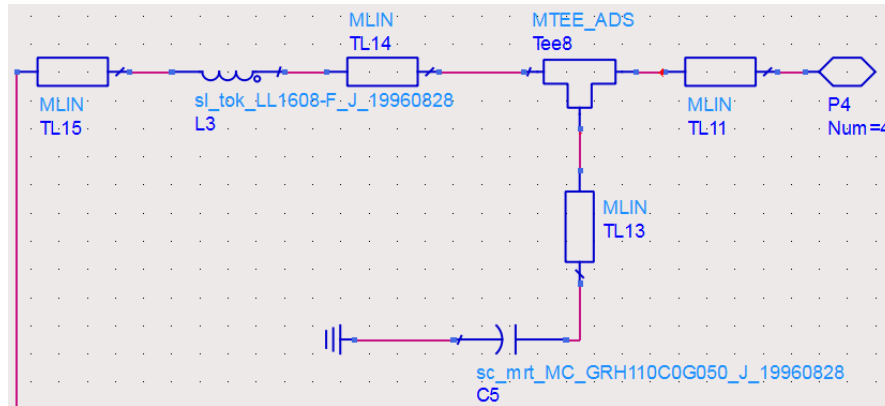 MLIN
TL14
MTEE_ADS
Tee8
MLIN
TL15
sl_tok_LL1608-F_J_19960828
L3
MLIN
TL11
P4
Num=4
MLIN
TL13
sc_mrt_MC_GRH110C0G050_J_19960828
C5